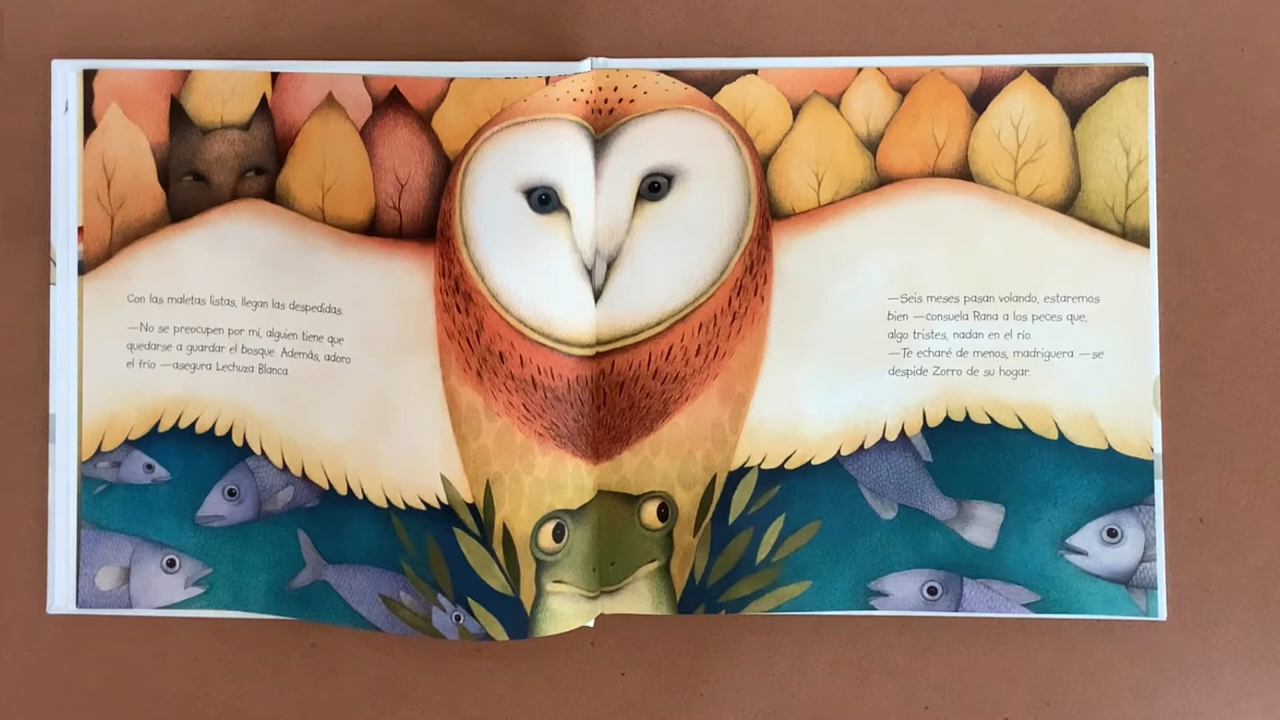 Con las maletas listas, llegan las despedidas.
—No se preocupen por mí, alguien tiene que
quedarse a guardar el bosque. Además, adoro
el frío —asegura Lechuza Blanca.
—Seis meses pasan volando, estaremos
bien —consuela Rana a los peces que,
algo tristes, nadan en el río.
—Te echaré de menos, madriguera —se
despide Zorro de su hogar.